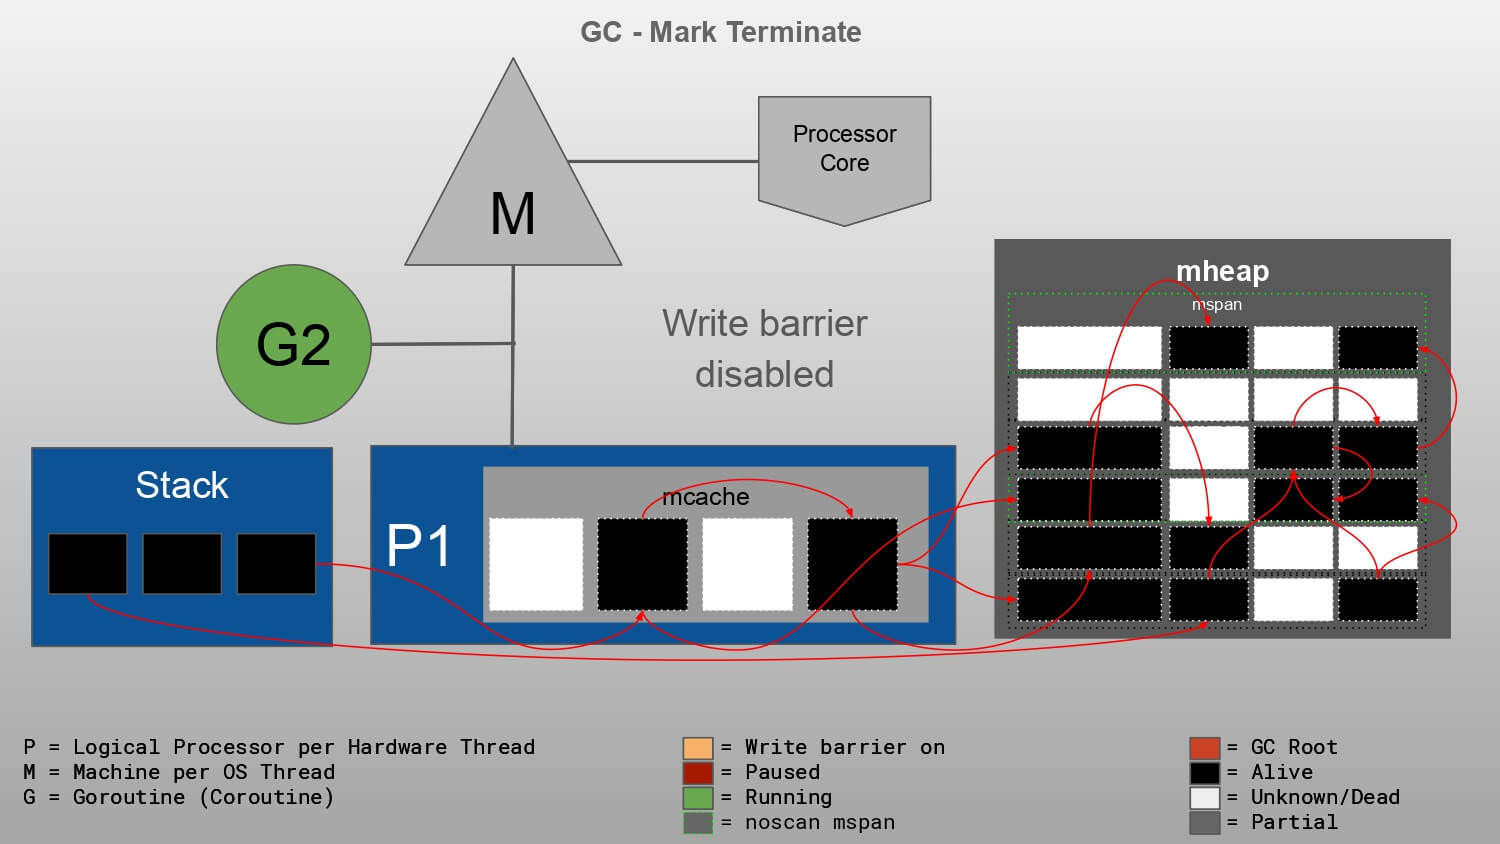 GC - Mark Terminate
Processor
Core
M
mheap
mspan
G2
Write barrier
disabled
Stack
mcache
P1
P = Logical Processor per Hardware Thread
M = Machine per OS Thread
G = Goroutine (Coroutine)
= Write barrier on
= Paused
= Running
= noscan mspan
= GC Root
= Alive
= Unknown/Dead
= Partial